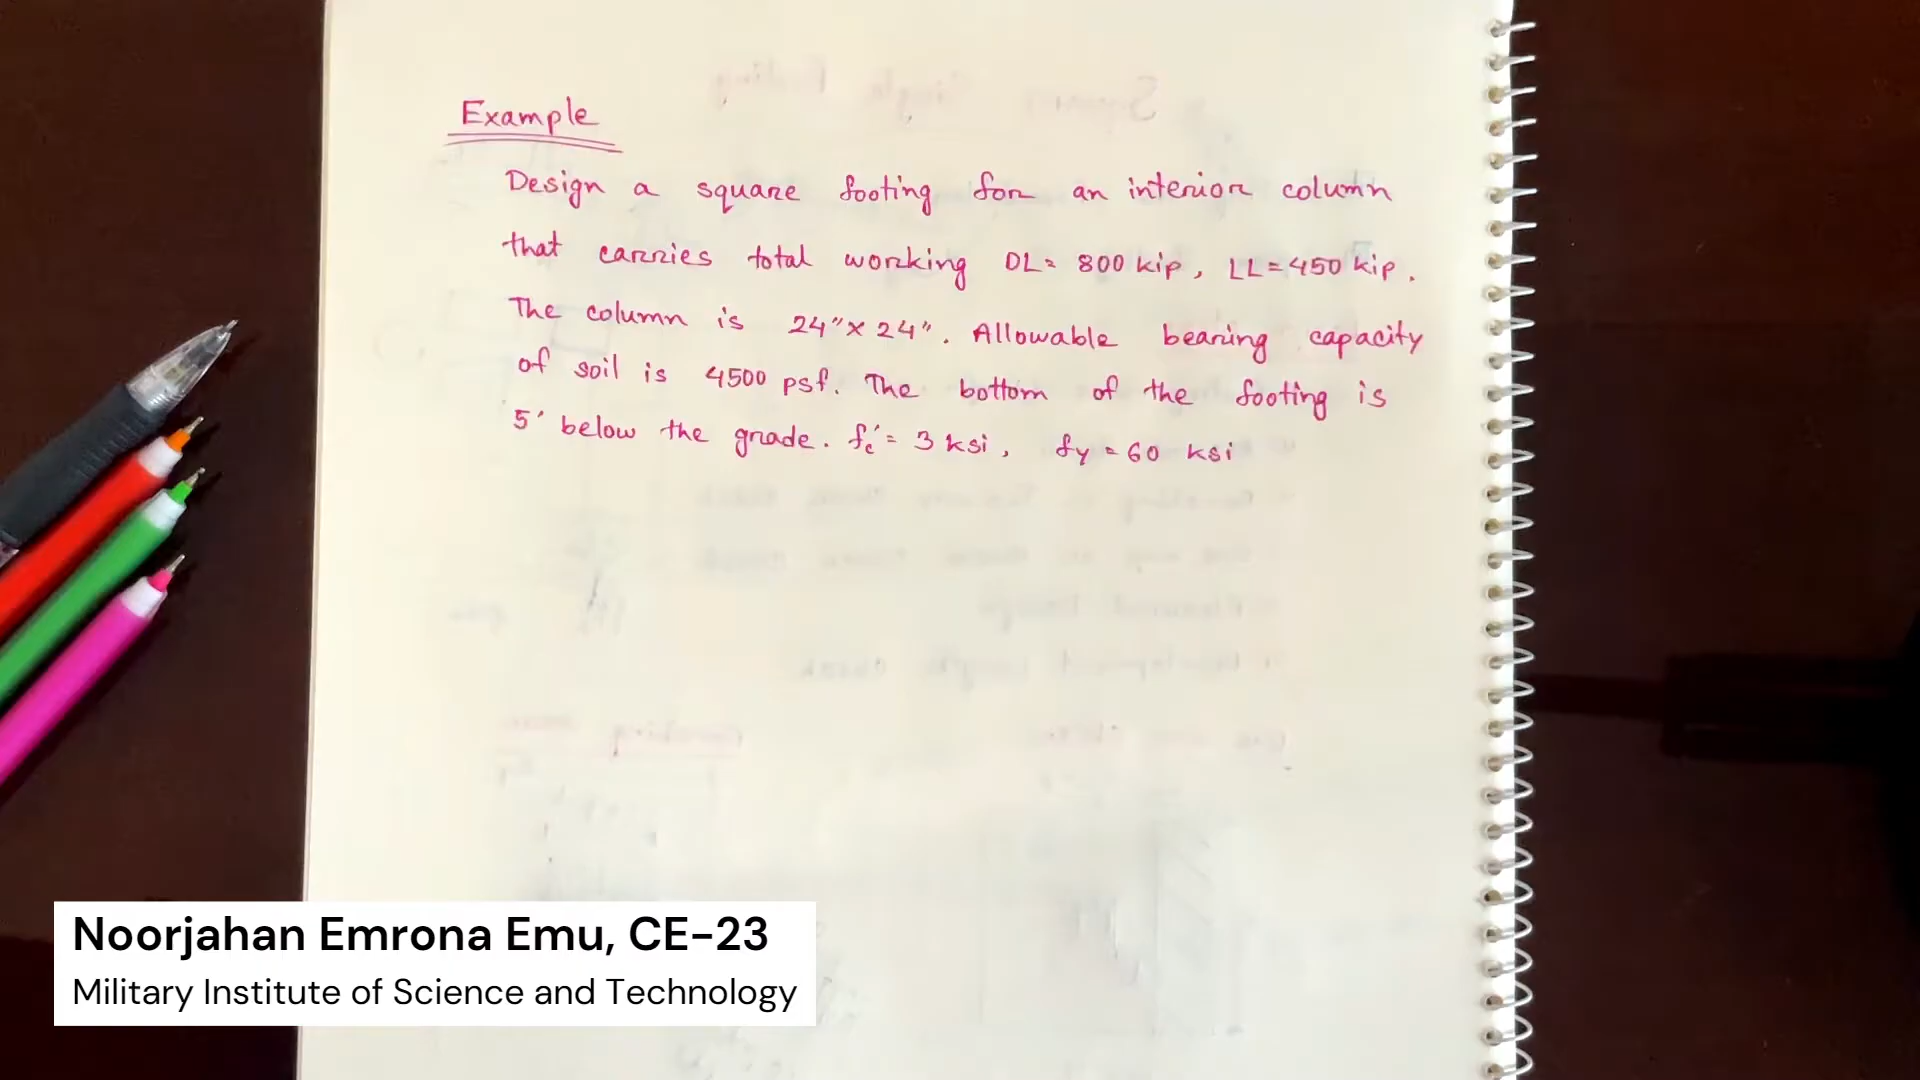 Example
Design a square footing for an interior column
that carries total working DL= 800 kip, LL=450 kip.
The column is 24"x 24". Allowable bearing capacity
of soil is 4500 psf. The bottom of the footing is
5' below the grade. fc'= 3 ksi, fy = 60 ksi
Noorjahan Emrona Emu, CE-23
Military Institute of Science and Technology